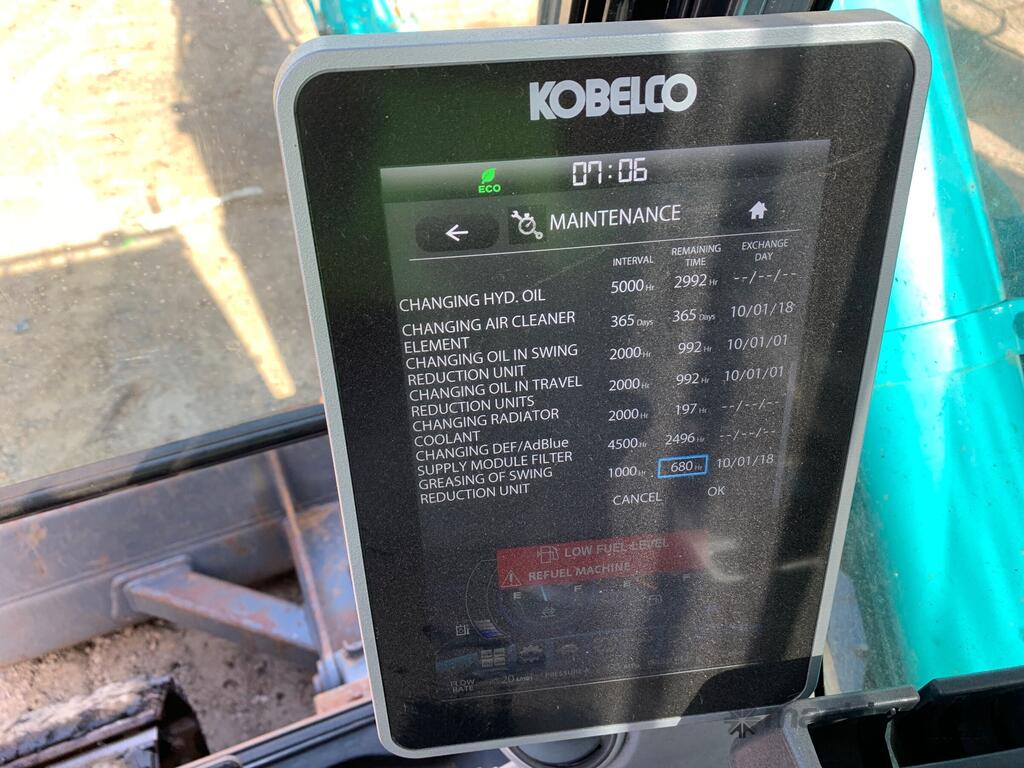 KOBELCO
ECO 07:06
MAINTENANCE
INTERVAL REMAINING TIME EXCHANGE DAY
CHANGING HYD. OIL 5000 Hr 2992 Hr --/--/--
CHANGING AIR CLEANER ELEMENT 365 Days 365 Days 10/01/18
CHANGING OIL IN SWING REDUCTION UNIT 2000 Hr 992 Hr 10/01/01
CHANGING OIL IN TRAVEL REDUCTION UNITS 2000 Hr 992 Hr 10/01/01
CHANGING RADIATOR COOLANT 2000 Hr 197 Hr --/--/--
CHANGING DEF/AdBlue SUPPLY MODULE FILTER 4500 Hr 2496 Hr --/--/--
GREASING OF SWING REDUCTION UNIT 1000 Hr 680 Hr 10/01/18
CANCEL OK
LOW FUEL LEVEL
REFUEL MACHINE
E F E F
FLOW RATE 20 L/min PRESSURE